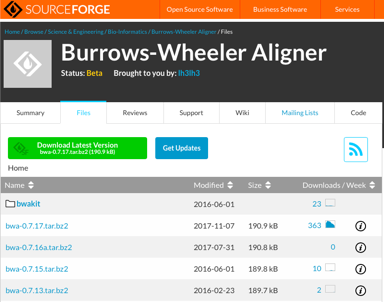 SOURCEFORGE
Open Source Software Business Software Services
Home / Browse / Science & Engineering / Bio-Informatics / Burrows-Wheeler Aligner / Files
Burrows-Wheeler Aligner
Status: Beta Brought to you by: lh3lh3
Summary Files Reviews Support Wiki Mailing Lists Code
Download Latest Version
bwa-0.7.17.tar.bz2 (190.9 kB)
Get Updates
Home
Name Modified Size Downloads / Week
bwakit 2016-06-01 23
bwa-0.7.17.tar.bz2 2017-11-07 190.9 kB 363
bwa-0.7.16a.tar.bz2 2017-07-31 190.8 kB 0
bwa-0.7.15.tar.bz2 2016-06-01 189.8 kB 10
bwa-0.7.13.tar.bz2 2016-02-23 189.7 kB 2